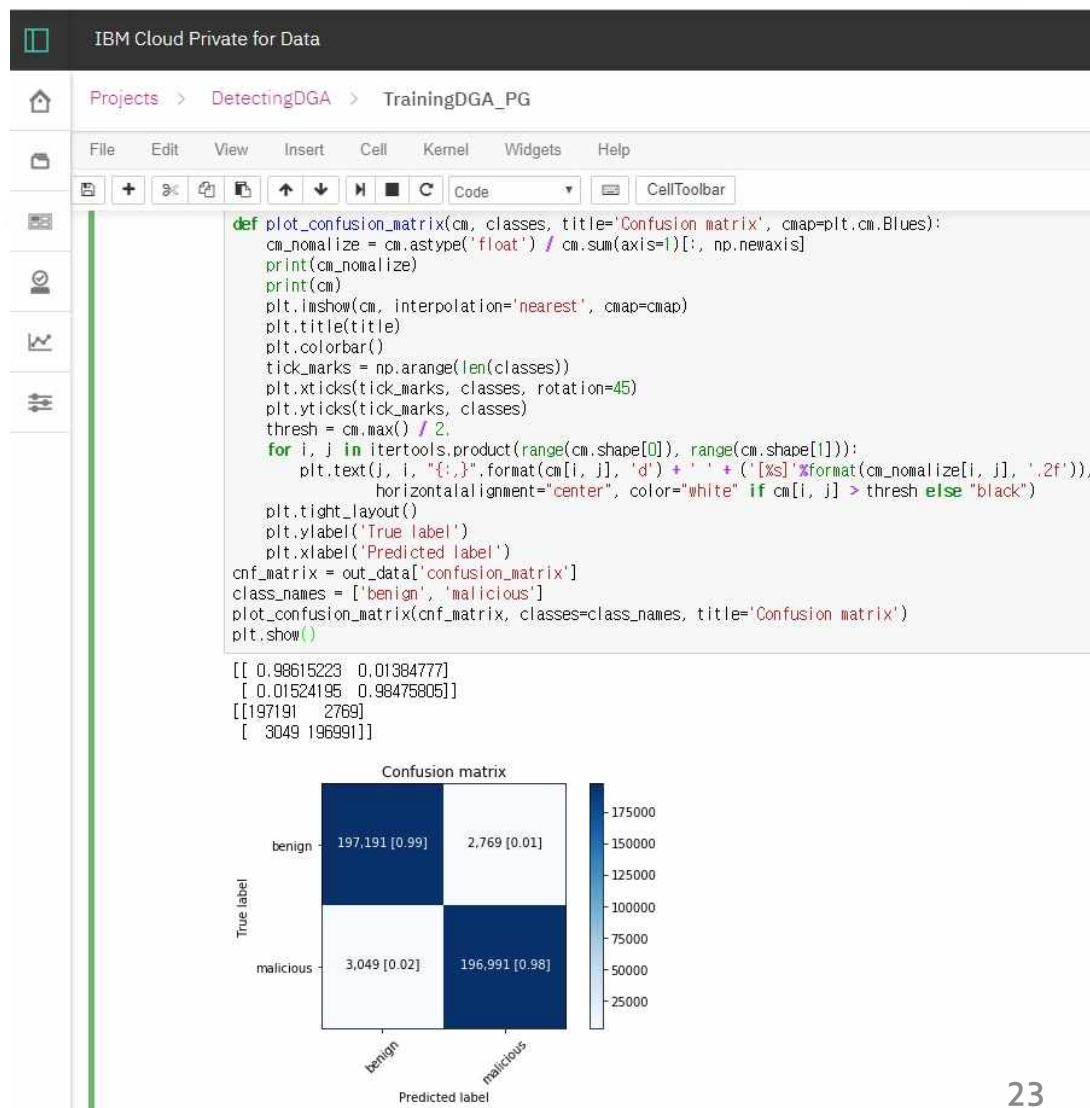 IBM Cloud Private for Data
Projects > DetectingDGA > TrainingDGA_PG
File Edit View Insert Cell Kernel Widgets Help
Code CellToolbar
def plot_confusion_matrix(cm, classes, title='Confusion matrix', cmap=plt.cm.Blues):
    cm_nomalize = cm.astype('float') / cm.sum(axis=1)[:, np.newaxis]
    print(cm_nomalize)
    print(cm)
    plt.imshow(cm, interpolation='nearest', cmap=cmap)
    plt.title(title)
    plt.colorbar()
    tick_marks = np.arange(len(classes))
    plt.xticks(tick_marks, classes, rotation=45)
    plt.yticks(tick_marks, classes)
    thresh = cm.max() / 2.
    for i, j in itertools.product(range(cm.shape[0]), range(cm.shape[1])):
        plt.text(j, i, "{:,}".format(cm[i, j], 'd') + ' ' + ('[%s]'%format(cm_nomalize[i, j], '.2f')),
                 horizontalalignment="center", color="white" if cm[i, j] > thresh else "black")
    plt.tight_layout()
    plt.ylabel('True label')
    plt.xlabel('Predicted label')
cnf_matrix = out_data['confusion_matrix']
class_names = ['benign', 'malicious']
plot_confusion_matrix(cnf_matrix, classes=class_names, title='Confusion matrix')
plt.show()
[[ 0.98615223 0.01384777]
 [ 0.01524195 0.98475805]]
[[197191 2769]
 [ 3049 196991]]
Confusion matrix
True label
benign
197,191 [0.99] 2,769 [0.01]
malicious
3,049 [0.02] 196,991 [0.98]
175000
150000
125000
100000
75000
50000
25000
benign malicious
Predicted label
23